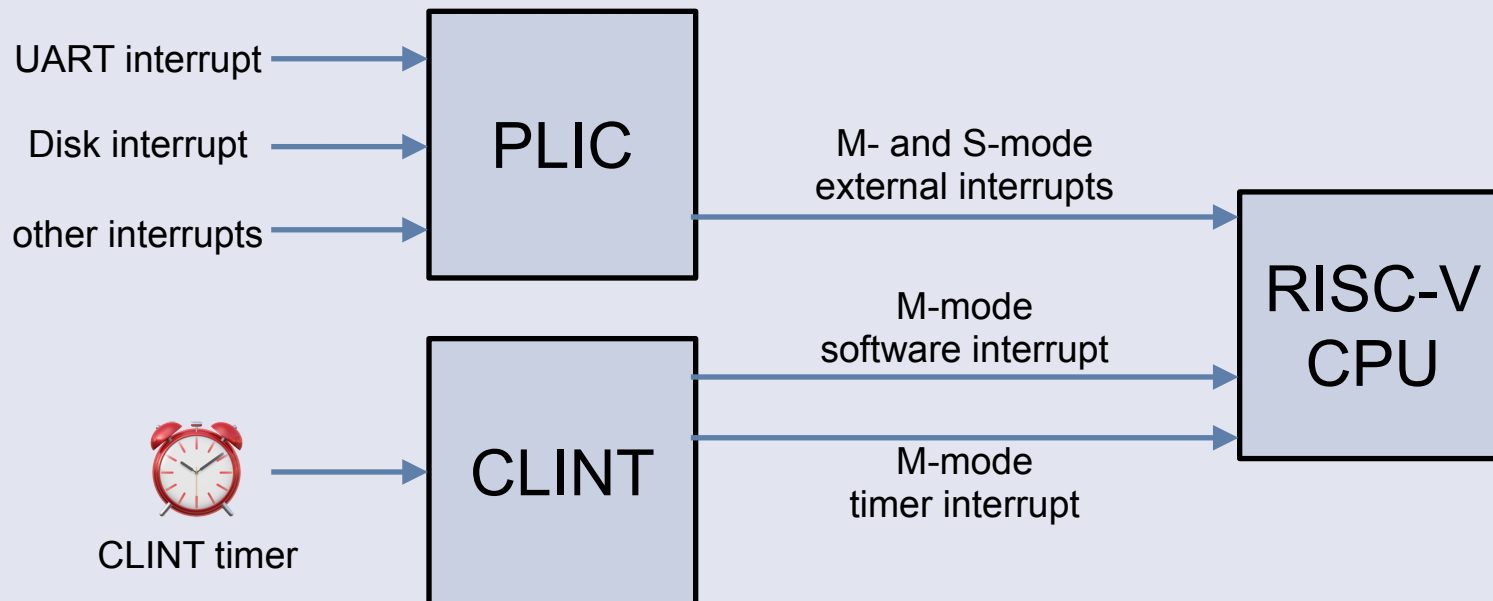 UART interrupt
Disk interrupt
other interrupts
PLIC
M- and S-mode
external interrupts
RISC-V
CPU
M-mode
software interrupt
CLINT
M-mode
timer interrupt
CLINT timer